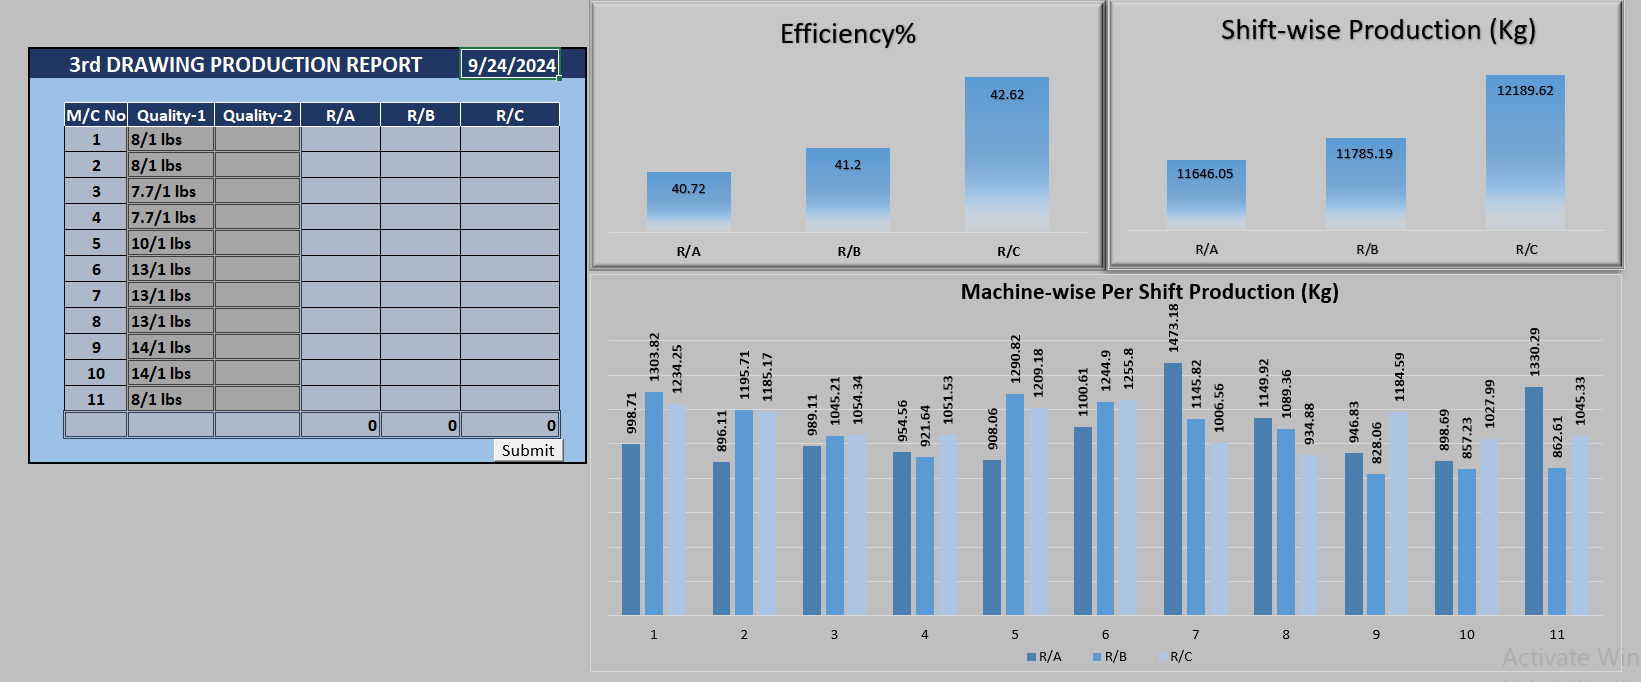 3rd DRAWING PRODUCTION REPORT 9/24/2024
M/C No Quality-1 Quality-2 R/A R/B R/C
1 8/1 lbs
2 8/1 lbs
3 7.7/1 lbs
4 7.7/1 lbs
5 10/1 lbs
6 13/1 lbs
7 13/1 lbs
8 13/1 lbs
9 14/1 lbs
10 14/1 lbs
11 8/1 lbs
0 0 0
Submit
Efficiency%
40.72 41.2 42.62
R/A R/B R/C
Shift-wise Production (Kg)
11646.05 11785.19 12189.62
R/A R/B R/C
Machine-wise Per Shift Production (Kg)
998.71 1303.82 1234.25
896.11 1195.71 1185.17
989.11 1045.21 1054.34
954.56 921.64 1051.53
908.06 1290.82 1209.18
1100.61 1244.9 1255.8
1473.18 1145.82 1006.56
1149.92 1089.36 934.88
946.83 828.06 1184.59
898.69 857.23 1027.99
1330.29 862.61 1045.33
1 2 3 4 5 6 7 8 9 10 11
R/A R/B R/C
Activate Win